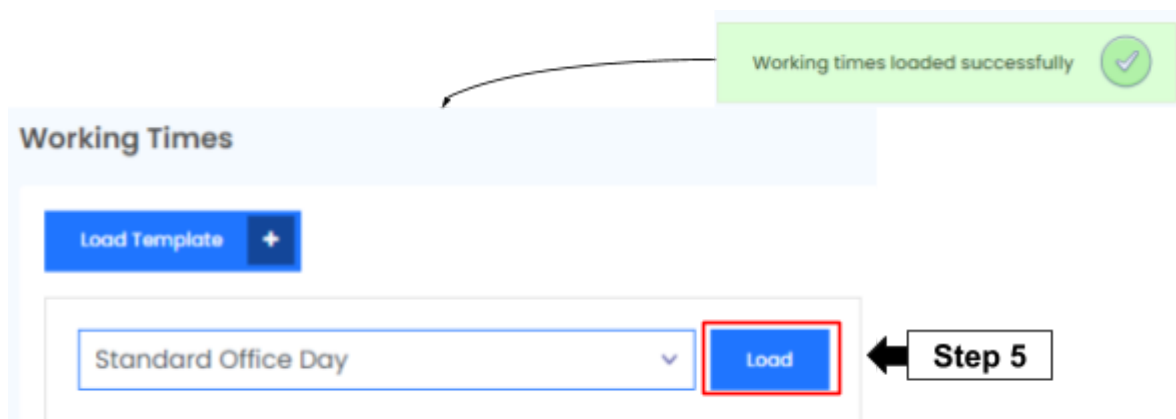 Working times loaded successfully
Working Times
Load Template +
Standard Office Day
Load
Step 5